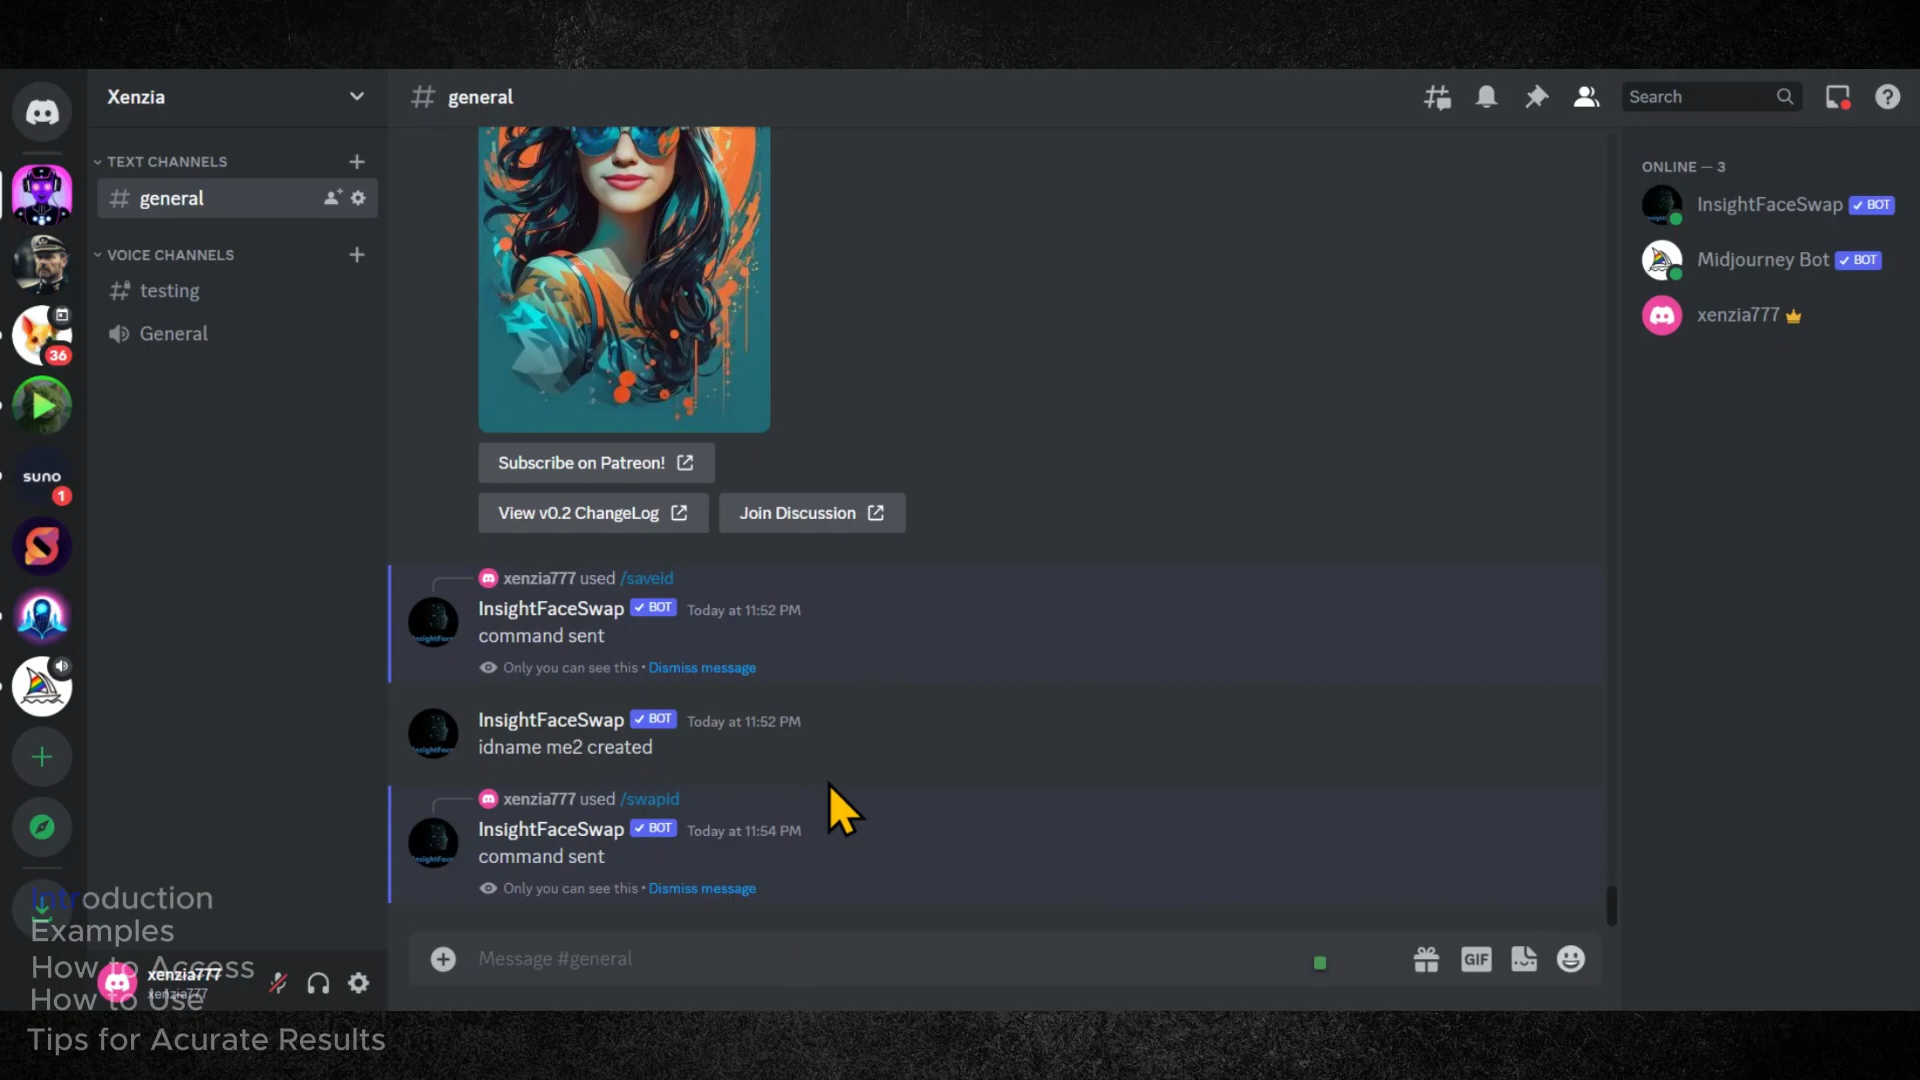 Xenzia
general
Search
TEXT CHANNELS
general
VOICE CHANNELS
testing
General
36
suno
1
Subscribe on Patreon!
View v0.2 ChangeLog
Join Discussion
xenzia777 used /saveid
InsightFaceSwap BOT Today at 11:52 PM
command sent
Only you can see this • Dismiss message
InsightFaceSwap BOT Today at 11:52 PM
idname me2 created
xenzia777 used /swapid
InsightFaceSwap BOT Today at 11:54 PM
command sent
Only you can see this • Dismiss message
Message #general
GIF
ONLINE — 3
InsightFaceSwap BOT
Midjourney Bot BOT
xenzia777
xenzia777
xenzia777
Introduction
Examples
How to Access
How to Use
Tips for Acurate Results